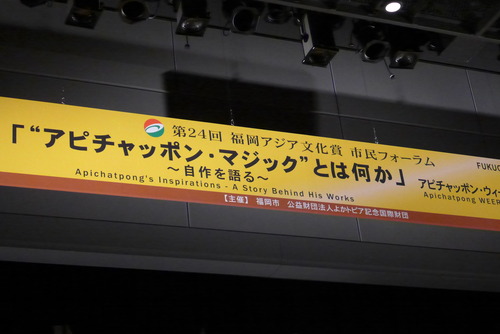 第24回 福岡アジア文化賞 市民フォーラム
「“アピチャッポン・マジック”とは何か」
～自作を語る～
Apichatpong's Inspirations - A Story Behind His Works
【主催】 福岡市 公益財団法人よかトピア記念国際財団
FUKUO
アピチャッポン・ウィ
Apichatpong WEER